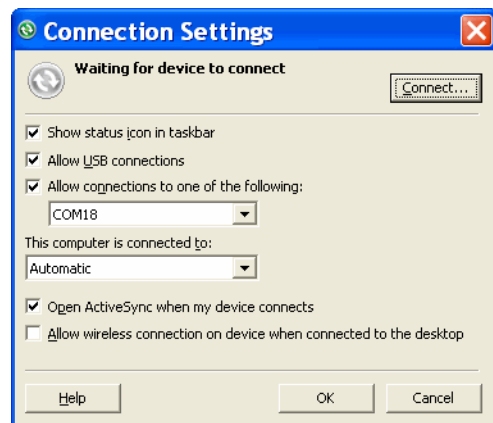 Connection Settings
Waiting for device to connect
Connect...
Show status icon in taskbar
Allow USB connections
Allow connections to one of the following:
COM18
This computer is connected to:
Automatic
Open ActiveSync when my device connects
Allow wireless connection on device when connected to the desktop
Help OK Cancel